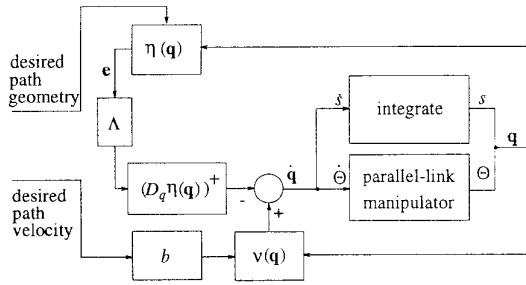 desired
path
geometry
η (q)
e
Λ
ṡ
integrate
s
q
(D_q η(q))⁺
-
+
q̇
Θ̇
parallel-link
manipulator
Θ
desired
path
velocity
b
ν(q)